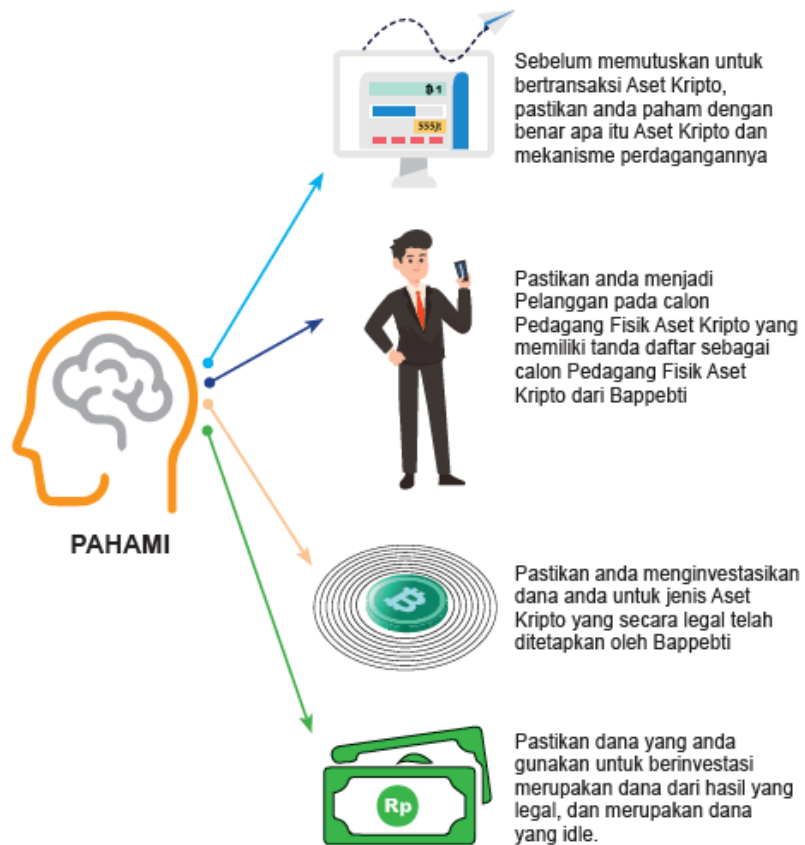 ₿ 1
555jt
Sebelum memutuskan untuk
bertransaksi Aset Kripto,
pastikan anda paham dengan
benar apa itu Aset Kripto dan
mekanisme perdagangannya
Pastikan anda menjadi
Pelanggan pada calon
Pedagang Fisik Aset Kripto yang
memiliki tanda daftar sebagai
calon Pedagang Fisik Aset
Kripto dari Bappebti
PAHAMI
Pastikan anda menginvestasikan
dana anda untuk jenis Aset
Kripto yang secara legal telah
ditetapkan oleh Bappebti
Pastikan dana yang anda
gunakan untuk berinvestasi
merupakan dana dari hasil yang
legal, dan merupakan dana
yang idle.
Rp